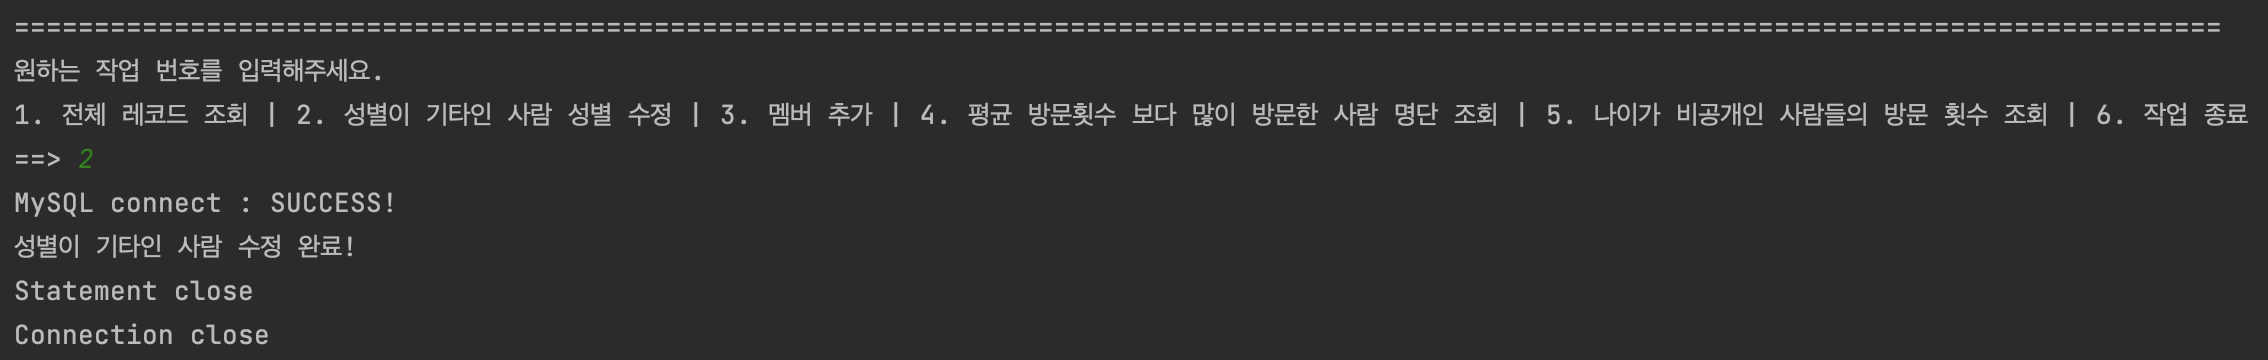 ==========================================================================================================================================
원하는 작업 번호를 입력해주세요.
1. 전체 레코드 조회 | 2. 성별이 기타인 사람 성별 수정 | 3. 멤버 추가 | 4. 평균 방문횟수 보다 많이 방문한 사람 명단 조회 | 5. 나이가 비공개인 사람들의 방문 횟수 조회 | 6. 작업 종료
==> 2
MySQL connect : SUCCESS!
성별이 기타인 사람 수정 완료!
Statement close
Connection close